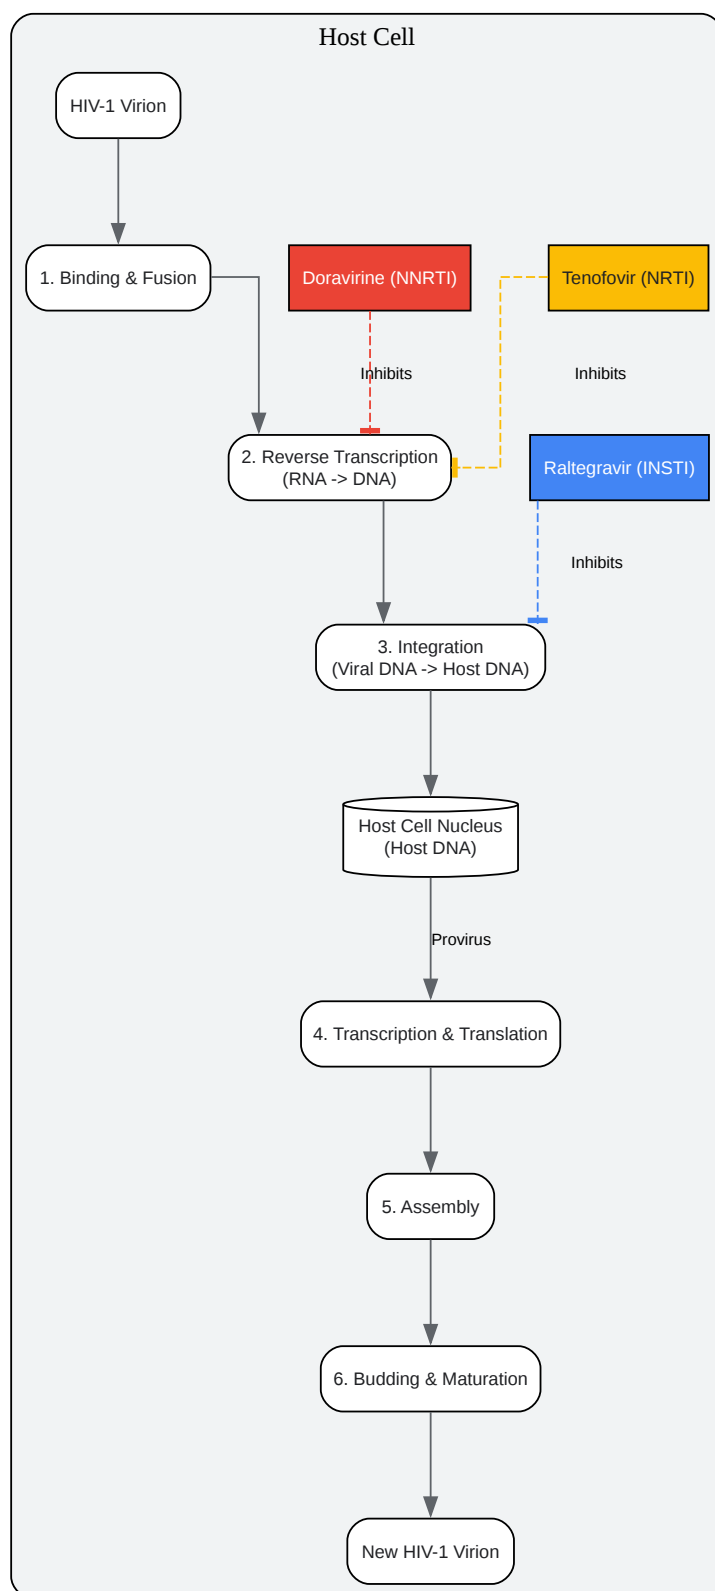 Host Cell
HIV-1 Virion
1. Binding & Fusion
Doravirine (NNRTI)
Tenofovir (NRTI)
Inhibits
Inhibits
2. Reverse Transcription
(RNA -> DNA)
Raltegravir (INSTI)
Inhibits
3. Integration
(Viral DNA -> Host DNA)
Host Cell Nucleus
(Host DNA)
Provirus
4. Transcription & Translation
5. Assembly
6. Budding & Maturation
New HIV-1 Virion